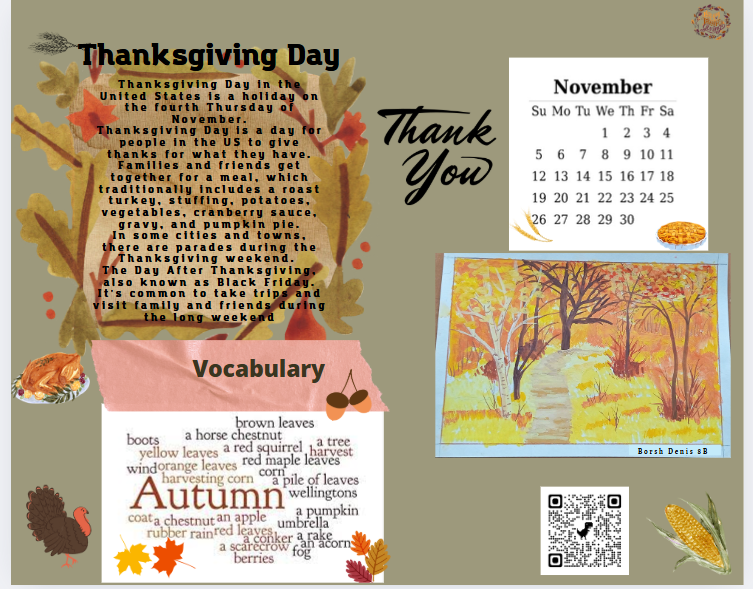 Thanksgiving Day
Thanksgiving Day in the
United States is a holiday on
the fourth Thursday of
November.
Thanksgiving Day is a day for
people in the US to give
thanks for what they have.
Families and friends get
together for a meal, which
traditionally includes a roast
turkey, stuffing, potatoes,
vegetables, cranberry sauce,
gravy, and pumpkin pie.
In some cities and towns,
there are parades during the
Thanksgiving weekend.
The Day After Thanksgiving,
also known as Black Friday.
It's common to take trips and
visit family and friends during
the long weekend
Thank
You
November
Su Mo Tu We Th Fr Sa
1 2 3 4
5 6 7 8 9 10 11
12 13 14 15 16 17 18
19 20 21 22 23 24 25
26 27 28 29 30
Borsh Denis 8B
Vocabulary
brown leaves
a horse chestnut
boots
a tree
yellow leaves
a red squirrel
harvest
wind
orange leaves
red maple leaves
corn
harvesting corn
a pile of leaves
Autumn
wellingtons
a pumpkin
coat
a chestnut
an apple
umbrella
rubber rain
red leaves
a rake
a conker
an acorn
a scarecrow
fog
berries